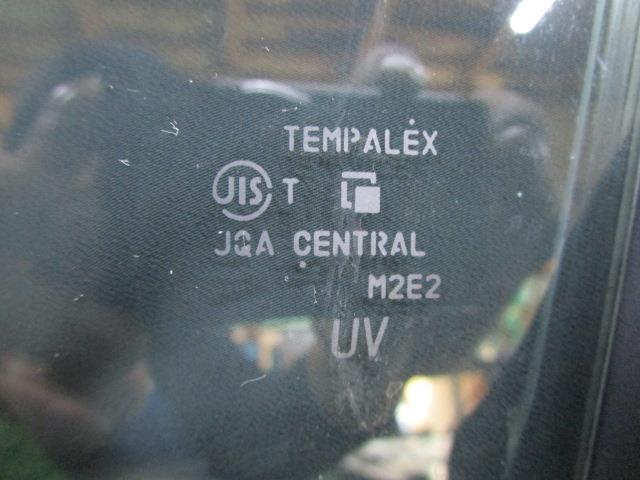 TEMPALEX
JIS T
JQA CENTRAL
M2E2
UV